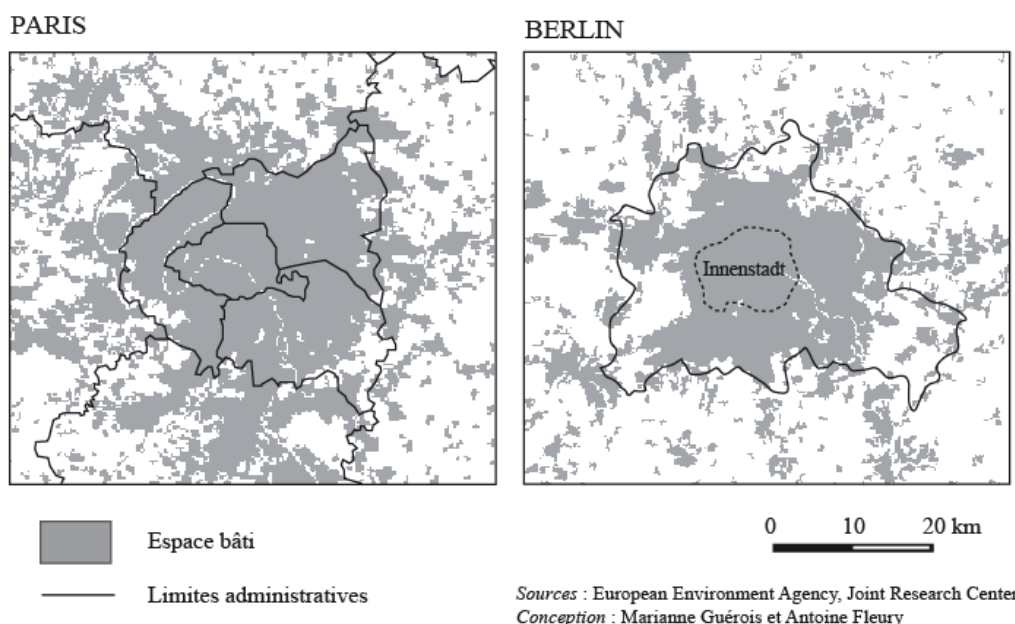 PARIS
BERLIN
Innenstadt
Espace bâti
Limites administratives
0 10 20 km
Sources : European Environment Agency, Joint Research Center
Conception : Marianne Guérois et Antoine Fleury